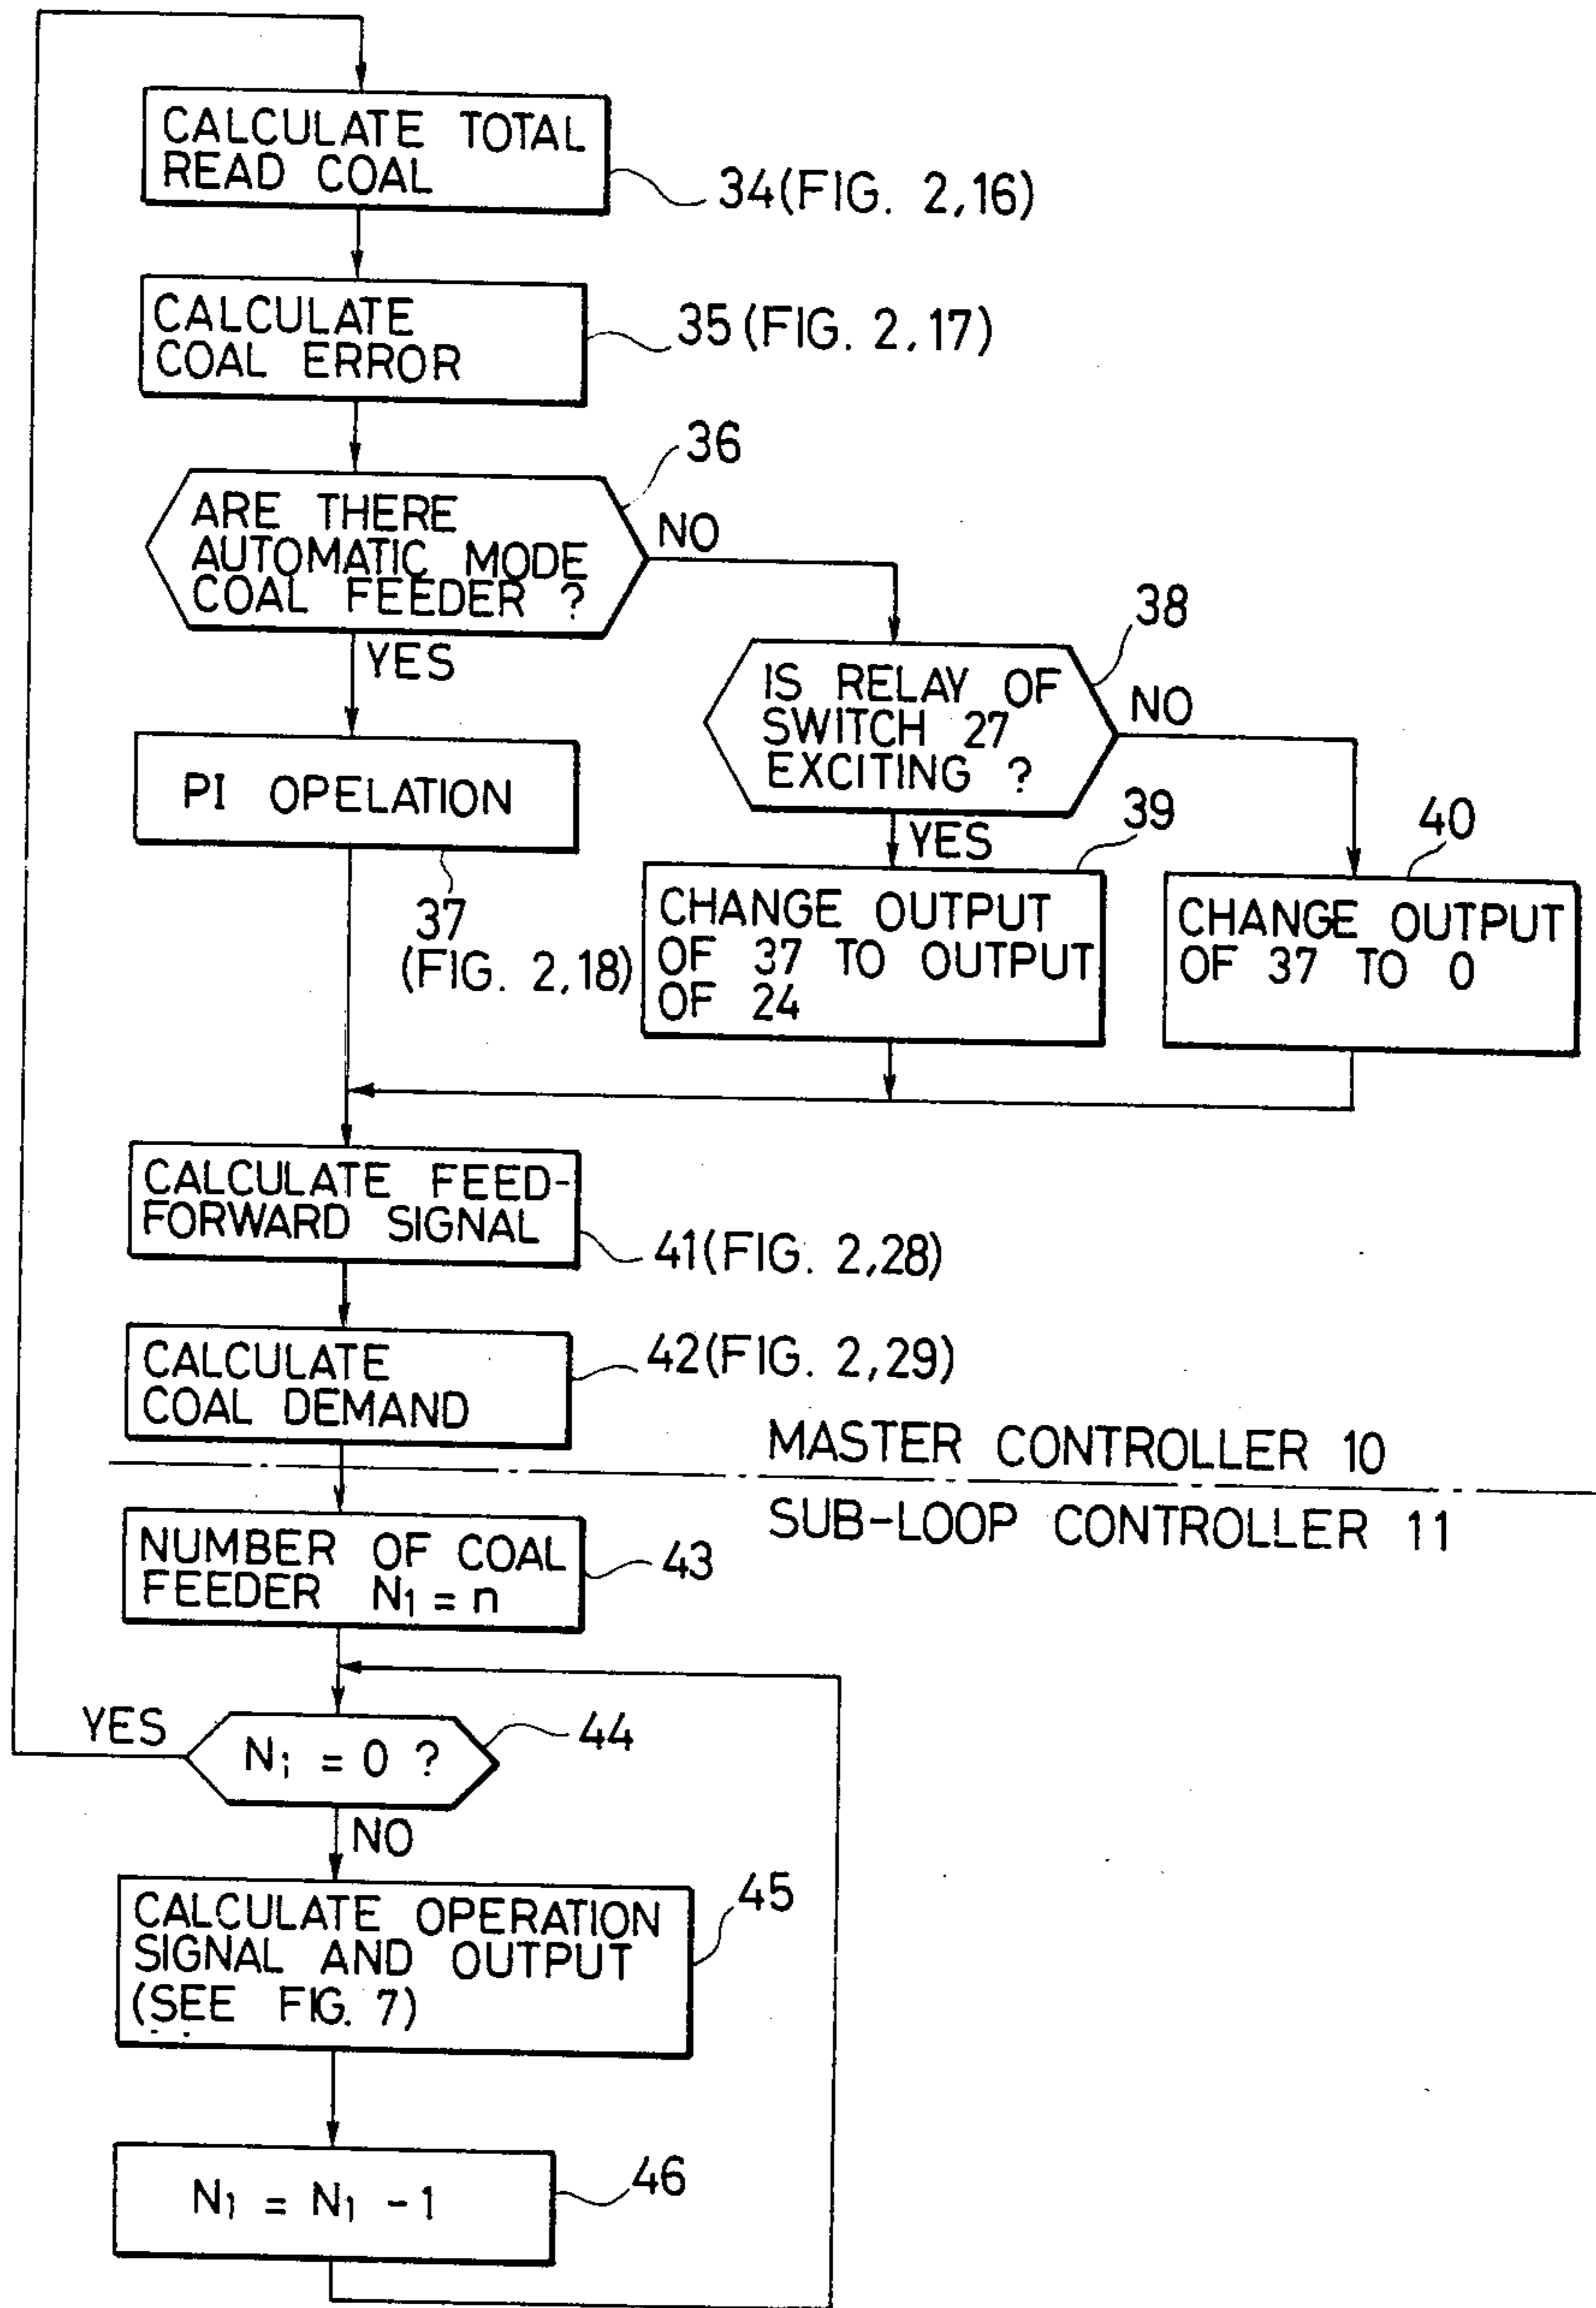 CALCULATE TOTAL
READ COAL
34(FIG. 2,16)
CALCULATE
COAL ERROR
35(FIG. 2,17)
36
ARE THERE
AUTOMATIC MODE
COAL FEEDER ?
NO
YES
38
IS RELAY OF
SWITCH 27
EXCITING ?
NO
YES
PI OPELATION
37
(FIG. 2,18)
39
CHANGE OUTPUT
OF 37 TO OUTPUT
OF 24
40
CHANGE OUTPUT
OF 37 TO 0
CALCULATE FEED-
FORWARD SIGNAL
41(FIG. 2,28)
CALCULATE
COAL DEMAND
42(FIG. 2,29)
MASTER CONTROLLER 10
SUB-LOOP CONTROLLER 11
NUMBER OF COAL
FEEDER N1 = n
43
YES
Ni = 0 ?
44
NO
CALCULATE OPERATION
SIGNAL AND OUTPUT
(SEE FIG. 7)
45
N1 = N1 -1
46